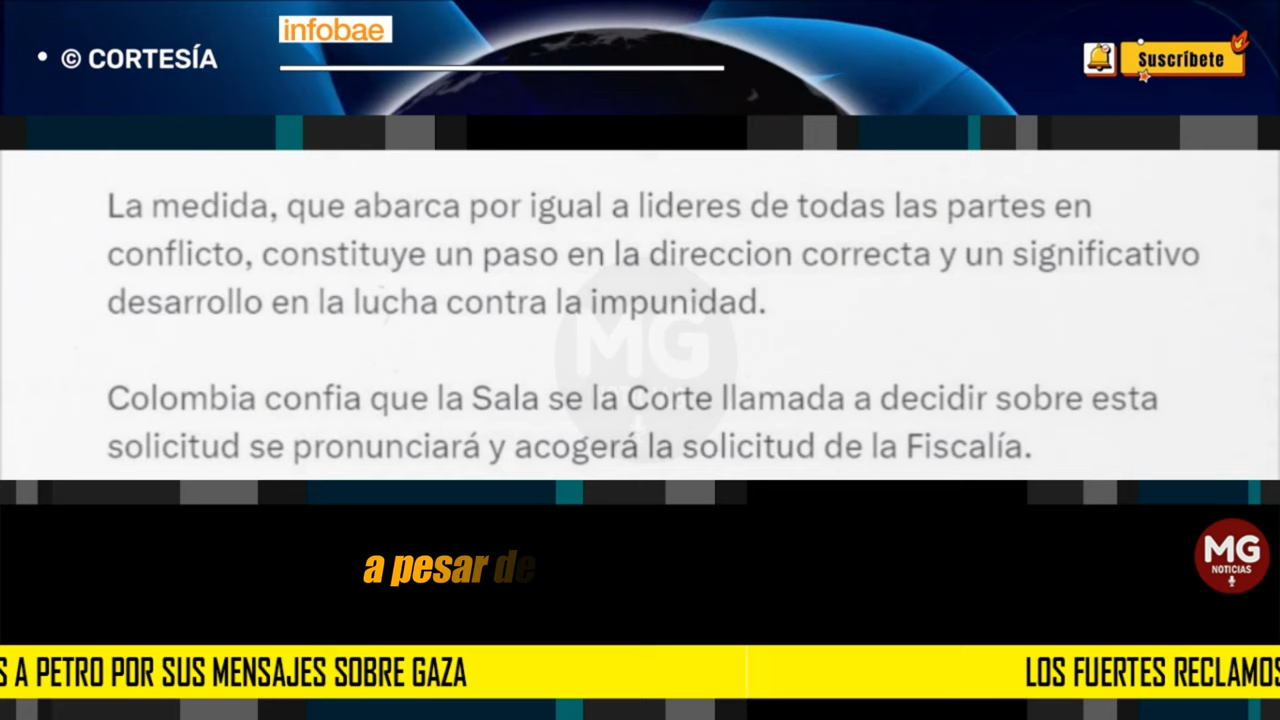 infobae
• © CORTESÍA
Suscríbete
La medida, que abarca por igual a lideres de todas las partes en
conflicto, constituye un paso en la direccion correcta y un significativo
desarrollo en la lucha contra la impunidad.
MG
Colombia confia que la Sala se la Corte llamada a decidir sobre esta
solicitud se pronunciará y acogerá la solicitud de la Fiscalía.
a pesar de
MG
NOTICIAS
S A PETRO POR SUS MENSAJES SOBRE GAZA
LOS FUERTES RECLAMOS